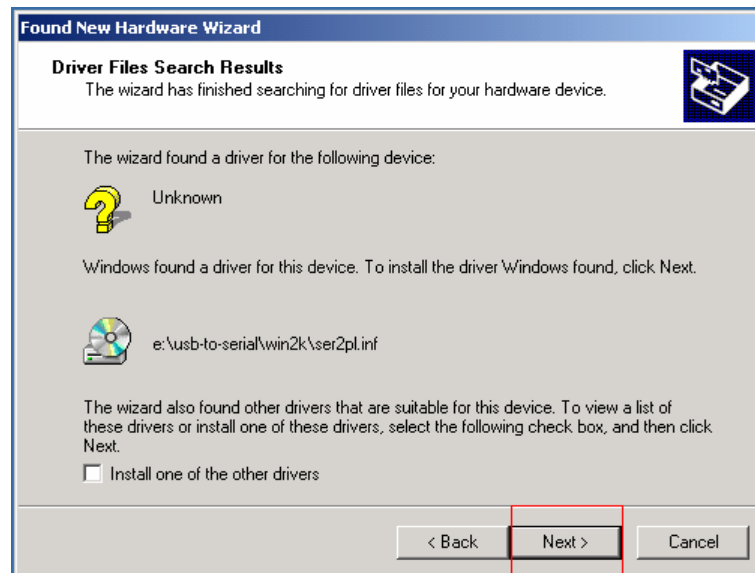 Found New Hardware Wizard
Driver Files Search Results
The wizard has finished searching for driver files for your hardware device.
The wizard found a driver for the following device:
Unknown
Windows found a driver for this device. To install the driver Windows found, click Next.
e:\usb-to-serial\win2k\ser2pl.inf
The wizard also found other drivers that are suitable for this device. To view a list of
these drivers or install one of these drivers, select the following check box, and then click
Next.
Install one of the other drivers
< Back
Next >
Cancel